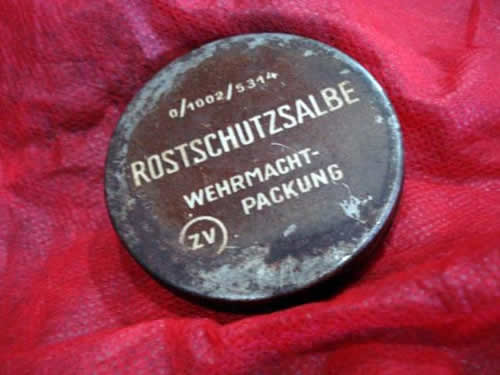 0/1002/5314
ROSTSCHUTZSALBE
WEHRMACHT-
PACKUNG
ZV